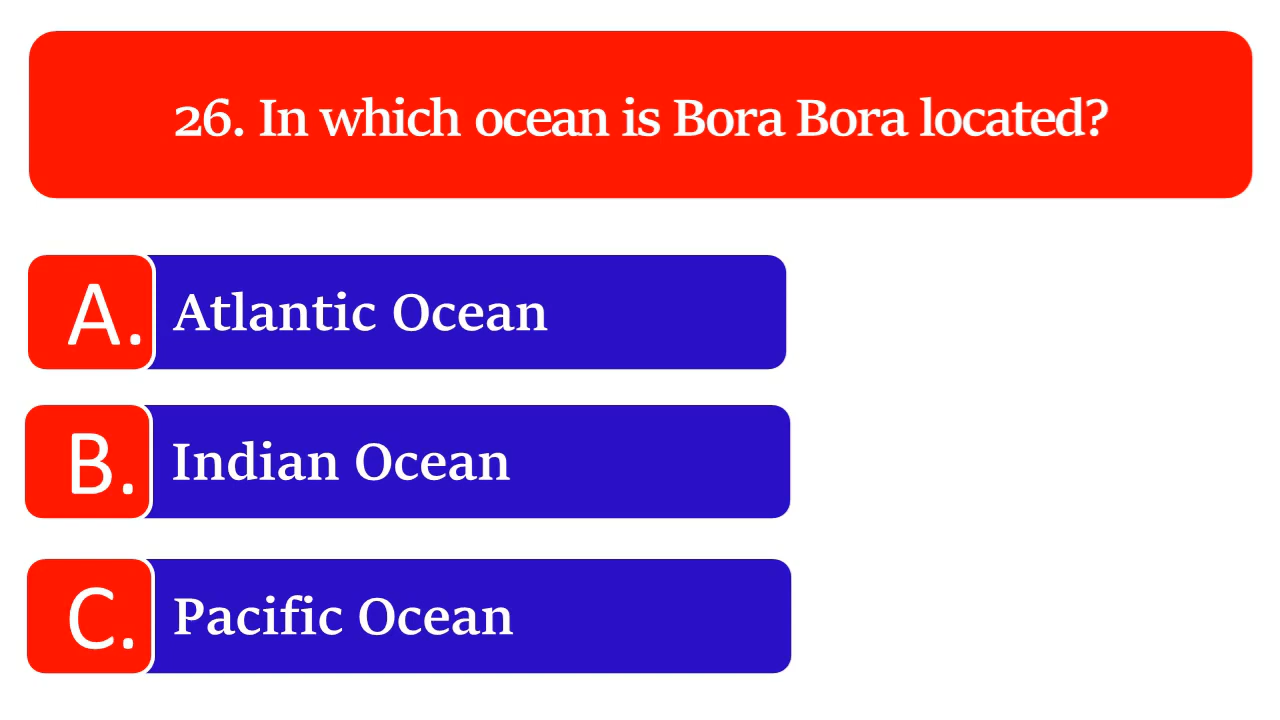 26. In which ocean is Bora Bora located?
A. Atlantic Ocean
B. Indian Ocean
C. Pacific Ocean